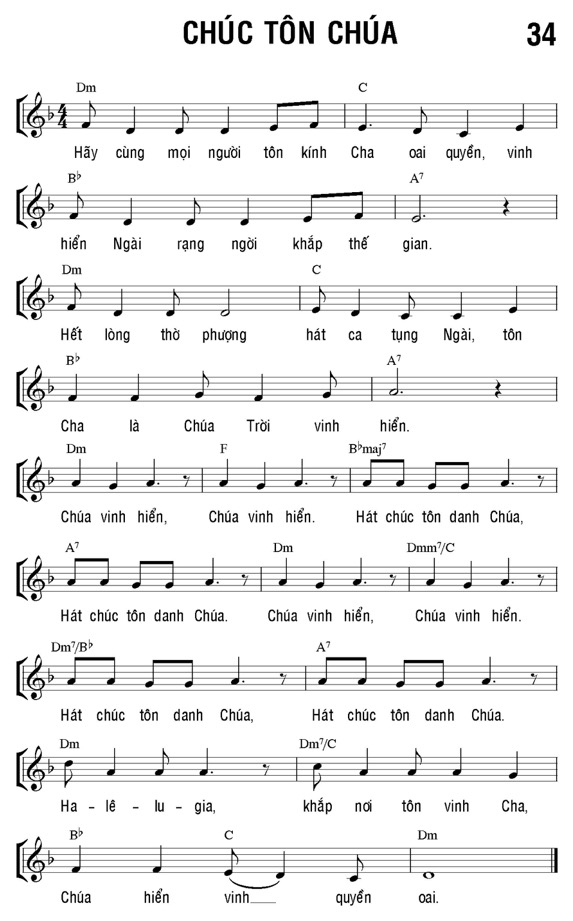 CHÚC TÔN CHÚA 34
Dm C
Hãy cùng mọi người tôn kính Cha oai quyền, vinh
B♭ A7
hiển Ngài rạng ngời khắp thế gian.
Dm C
Hết lòng thờ phượng hát ca tụng Ngài, tôn
B♭ A7
Cha là Chúa Trời vinh hiển.
Dm F B♭maj7
Chúa vinh hiển, Chúa vinh hiển. Hát chúc tôn danh Chúa,
A7 Dm Dmm7/C
Hát chúc tôn danh Chúa. Chúa vinh hiển, Chúa vinh hiển.
Dm7/B♭ A7
Hát chúc tôn danh Chúa, Hát chúc tôn danh Chúa.
Dm Dm7/C
Ha-lê-lu-gia, khắp nơi tôn vinh Cha,
B♭ C Dm
Chúa hiển vinh___ quyền oai.